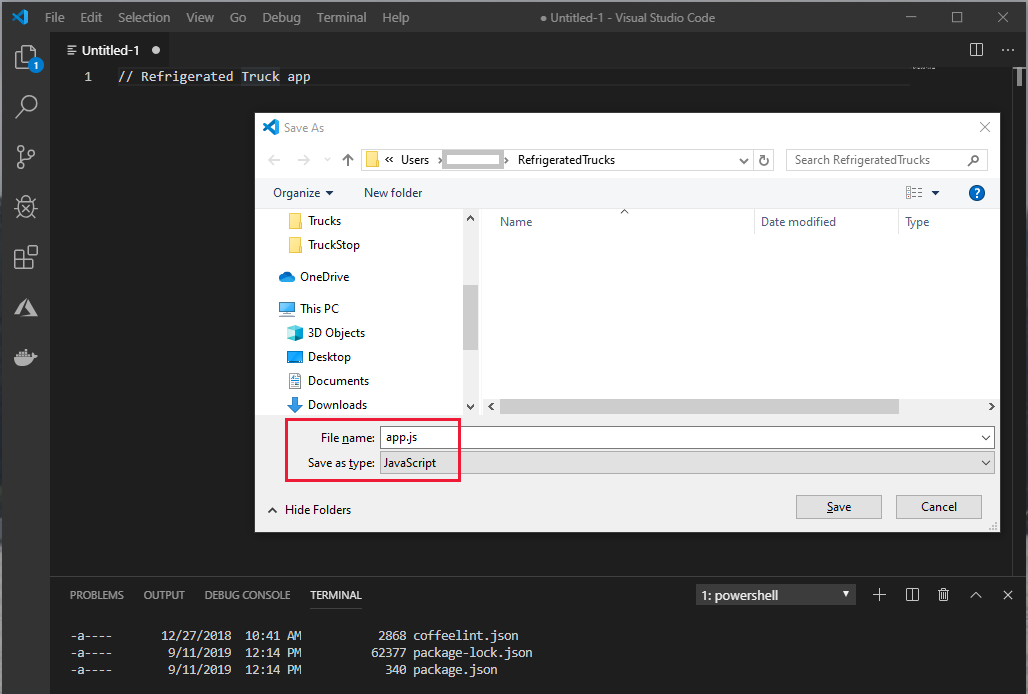 File Edit Selection View Go Debug Terminal Help ● Untitled-1 - Visual Studio Code
1
Untitled-1 ●
1 // Refrigerated Truck app
Save As
« Users › › RefrigeratedTrucks
Search RefrigeratedTrucks
Organize New folder
?
Name Date modified Type
Trucks
TruckStop
OneDrive
This PC
3D Objects
Desktop
Documents
Downloads
File name: app.js
Save as type: JavaScript
Hide Folders
Save Cancel
PROBLEMS OUTPUT DEBUG CONSOLE TERMINAL 1: powershell
-a---- 12/27/2018 10:41 AM 2868 coffeelint.json
-a---- 9/11/2019 12:14 PM 62377 package-lock.json
-a---- 9/11/2019 12:14 PM 340 package.json